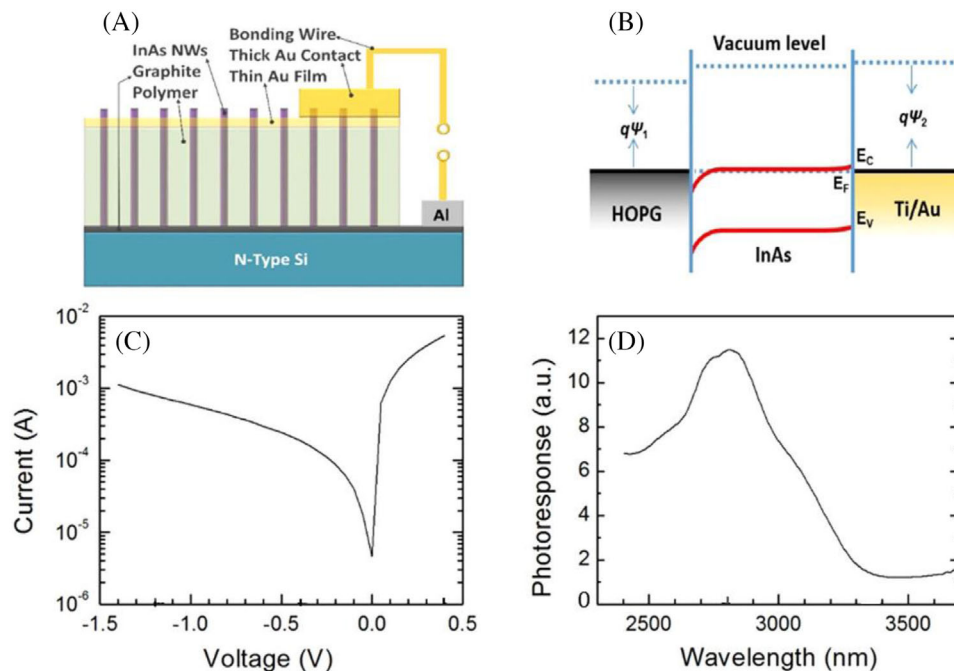 (A)
Bonding Wire
Thick Au Contact
Thin Au Film
InAs NWs
Graphite
Polymer
Al
N-Type Si
(B)
Vacuum level
qΨ1
qΨ2
EC
EF
EV
HOPG
InAs
Ti/Au
(C)
Current (A)
10-2
10-3
10-4
10-5
10-6
-1.5
-1.0
-0.5
0.0
0.5
Voltage (V)
(D)
Photoresponse (a.u.)
12
10
8
6
4
2
0
2500
3000
3500
Wavelength (nm)